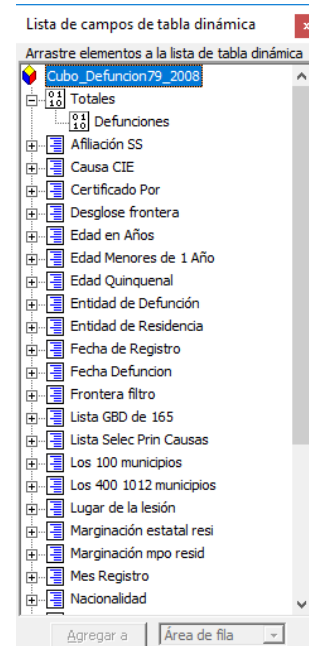 Lista de campos de tabla dinámica
Arrastre elementos a la lista de tabla dinámica
Cubo_Defuncion79_2008
Totales
Defunciones
Afiliación SS
Causa CIE
Certificado Por
Desglose frontera
Edad en Años
Edad Menores de 1 Año
Edad Quinquenal
Entidad de Defunción
Entidad de Residencia
Fecha de Registro
Fecha Defuncion
Frontera filtro
Lista GBD de 165
Lista Selec Prin Causas
Los 100 municipios
Los 400 1012 municipios
Lugar de la lesión
Marginación estatal resi
Marginación mpo resid
Mes Registro
Nacionalidad
Agregar a Área de fila